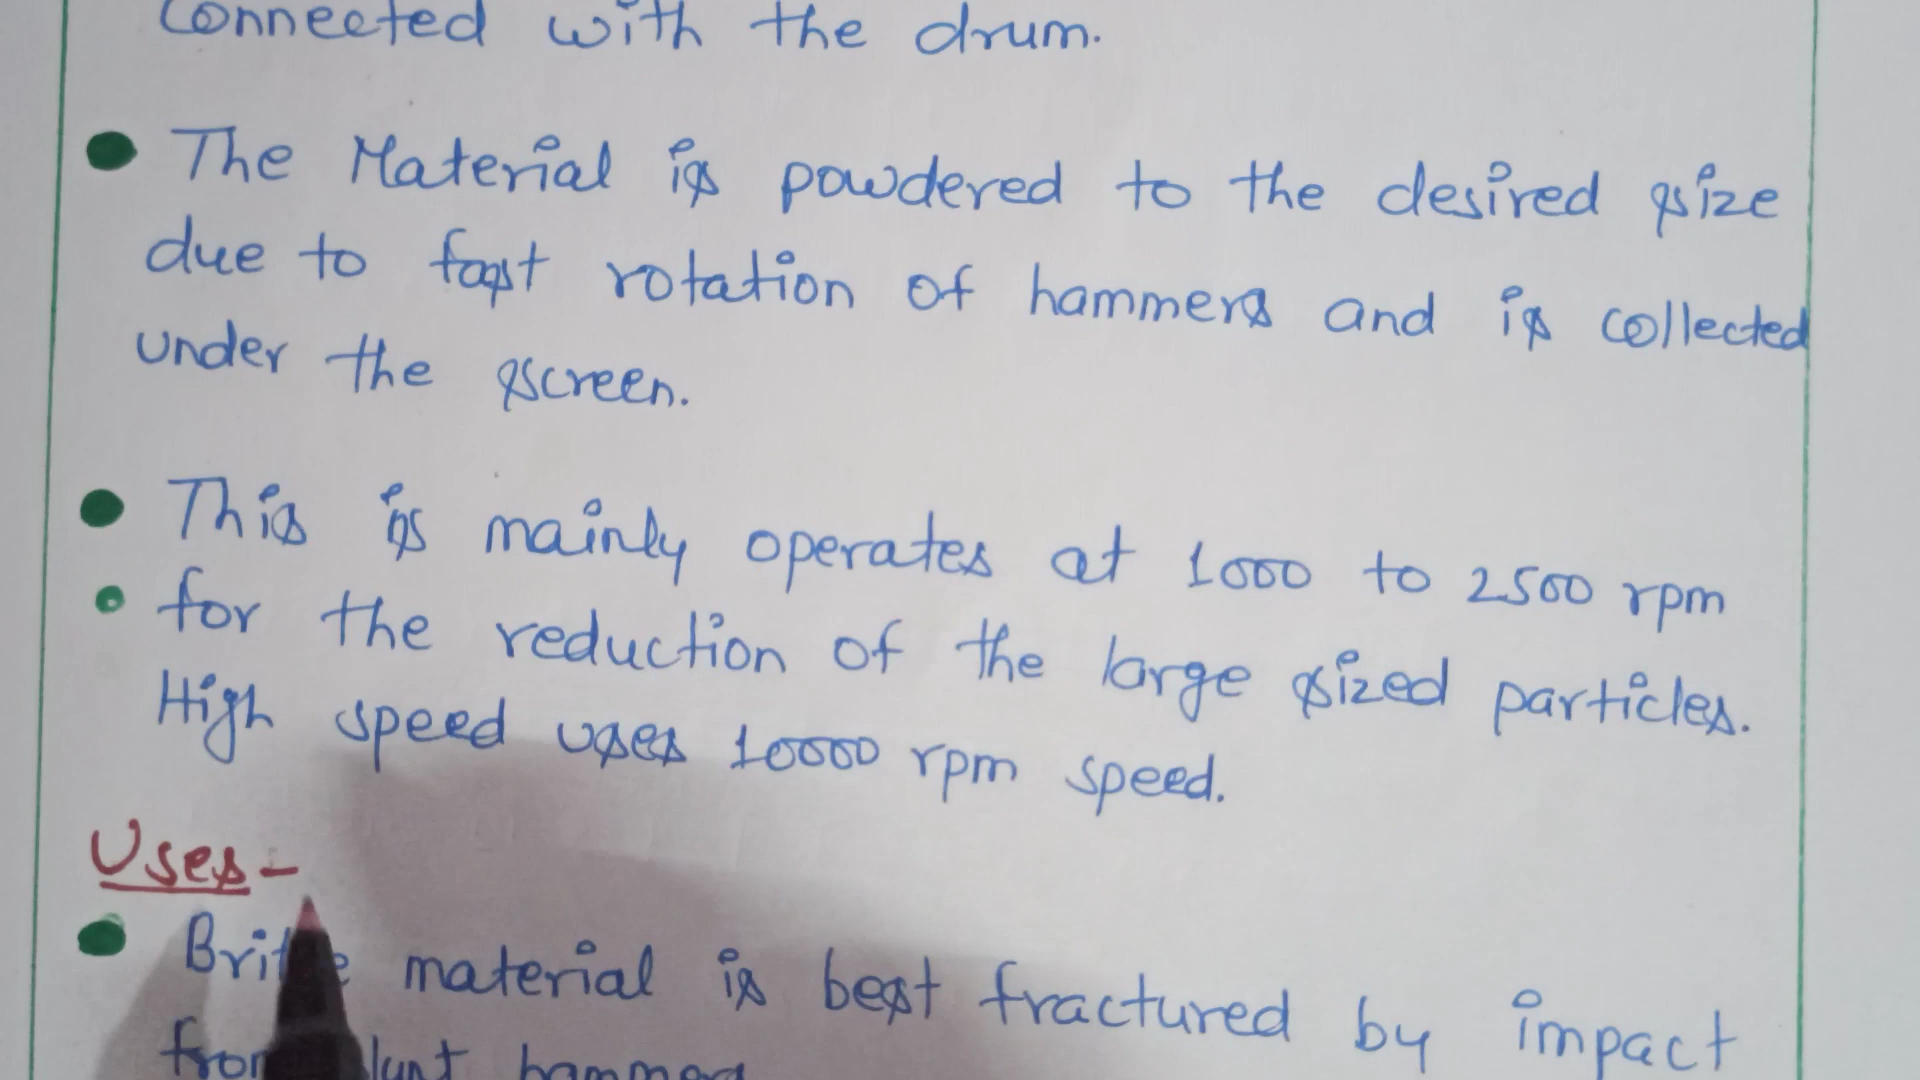 connected with the drum.
The Material is powdered to the desired size
due to fast rotation of hammers and is collected
under the screen.
This is mainly operates at 1000 to 2500 rpm
for the reduction of the large sized particles.
High speed uses 10000 rpm speed.
Uses-
material is best fractured by impact
hammers